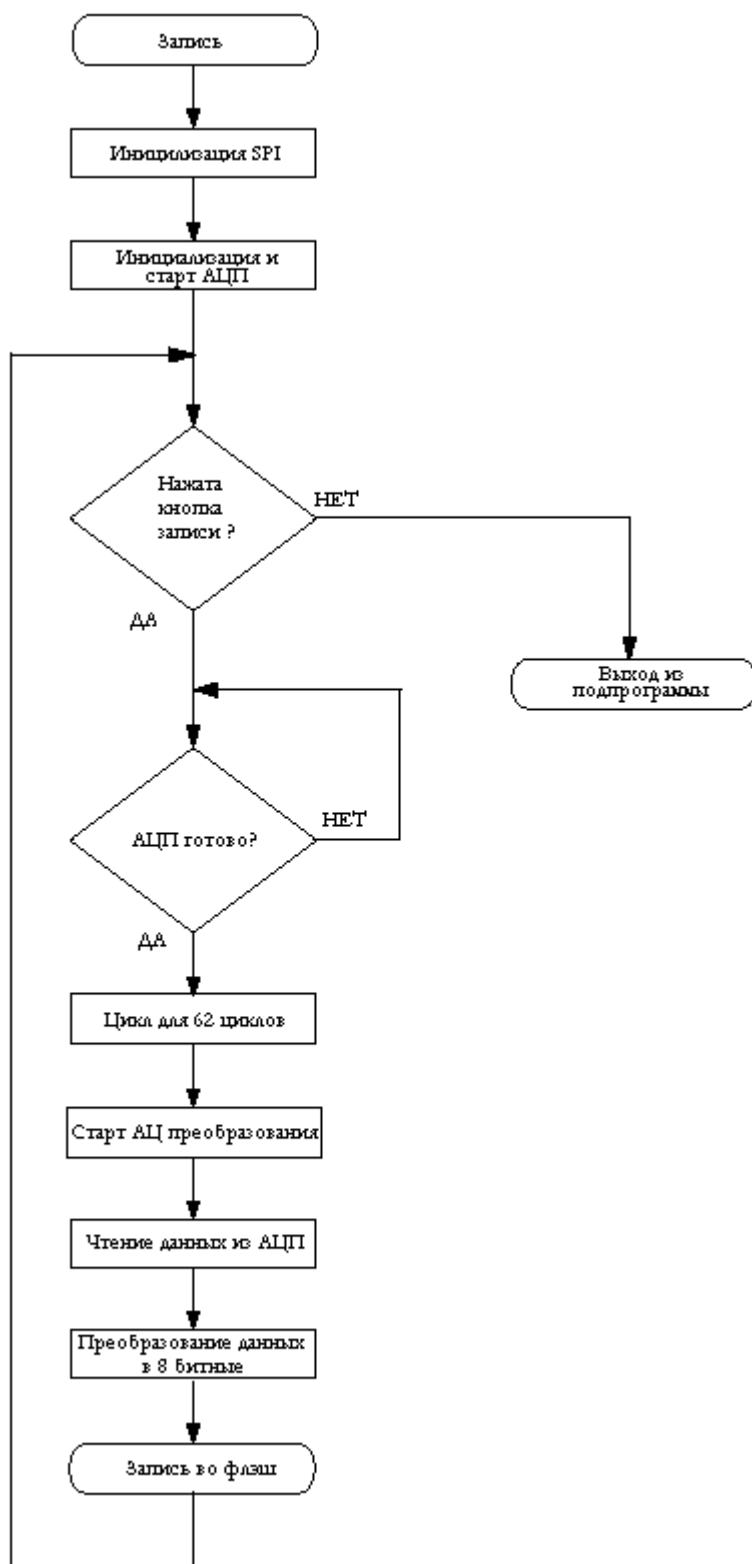 Запись
Иницилизация SPI
Инициализация и
старт АЦП
Нажата
кнопка
записи ?
НЕТ
ДА
Выход из
подпрограммы
АЦП готово?
НЕТ
ДА
Цикл для 62 циклов
Старт АЦ преобразования
Чтение данных из АЦП
Преобразование данных
в 8 битные
Запись во флэш